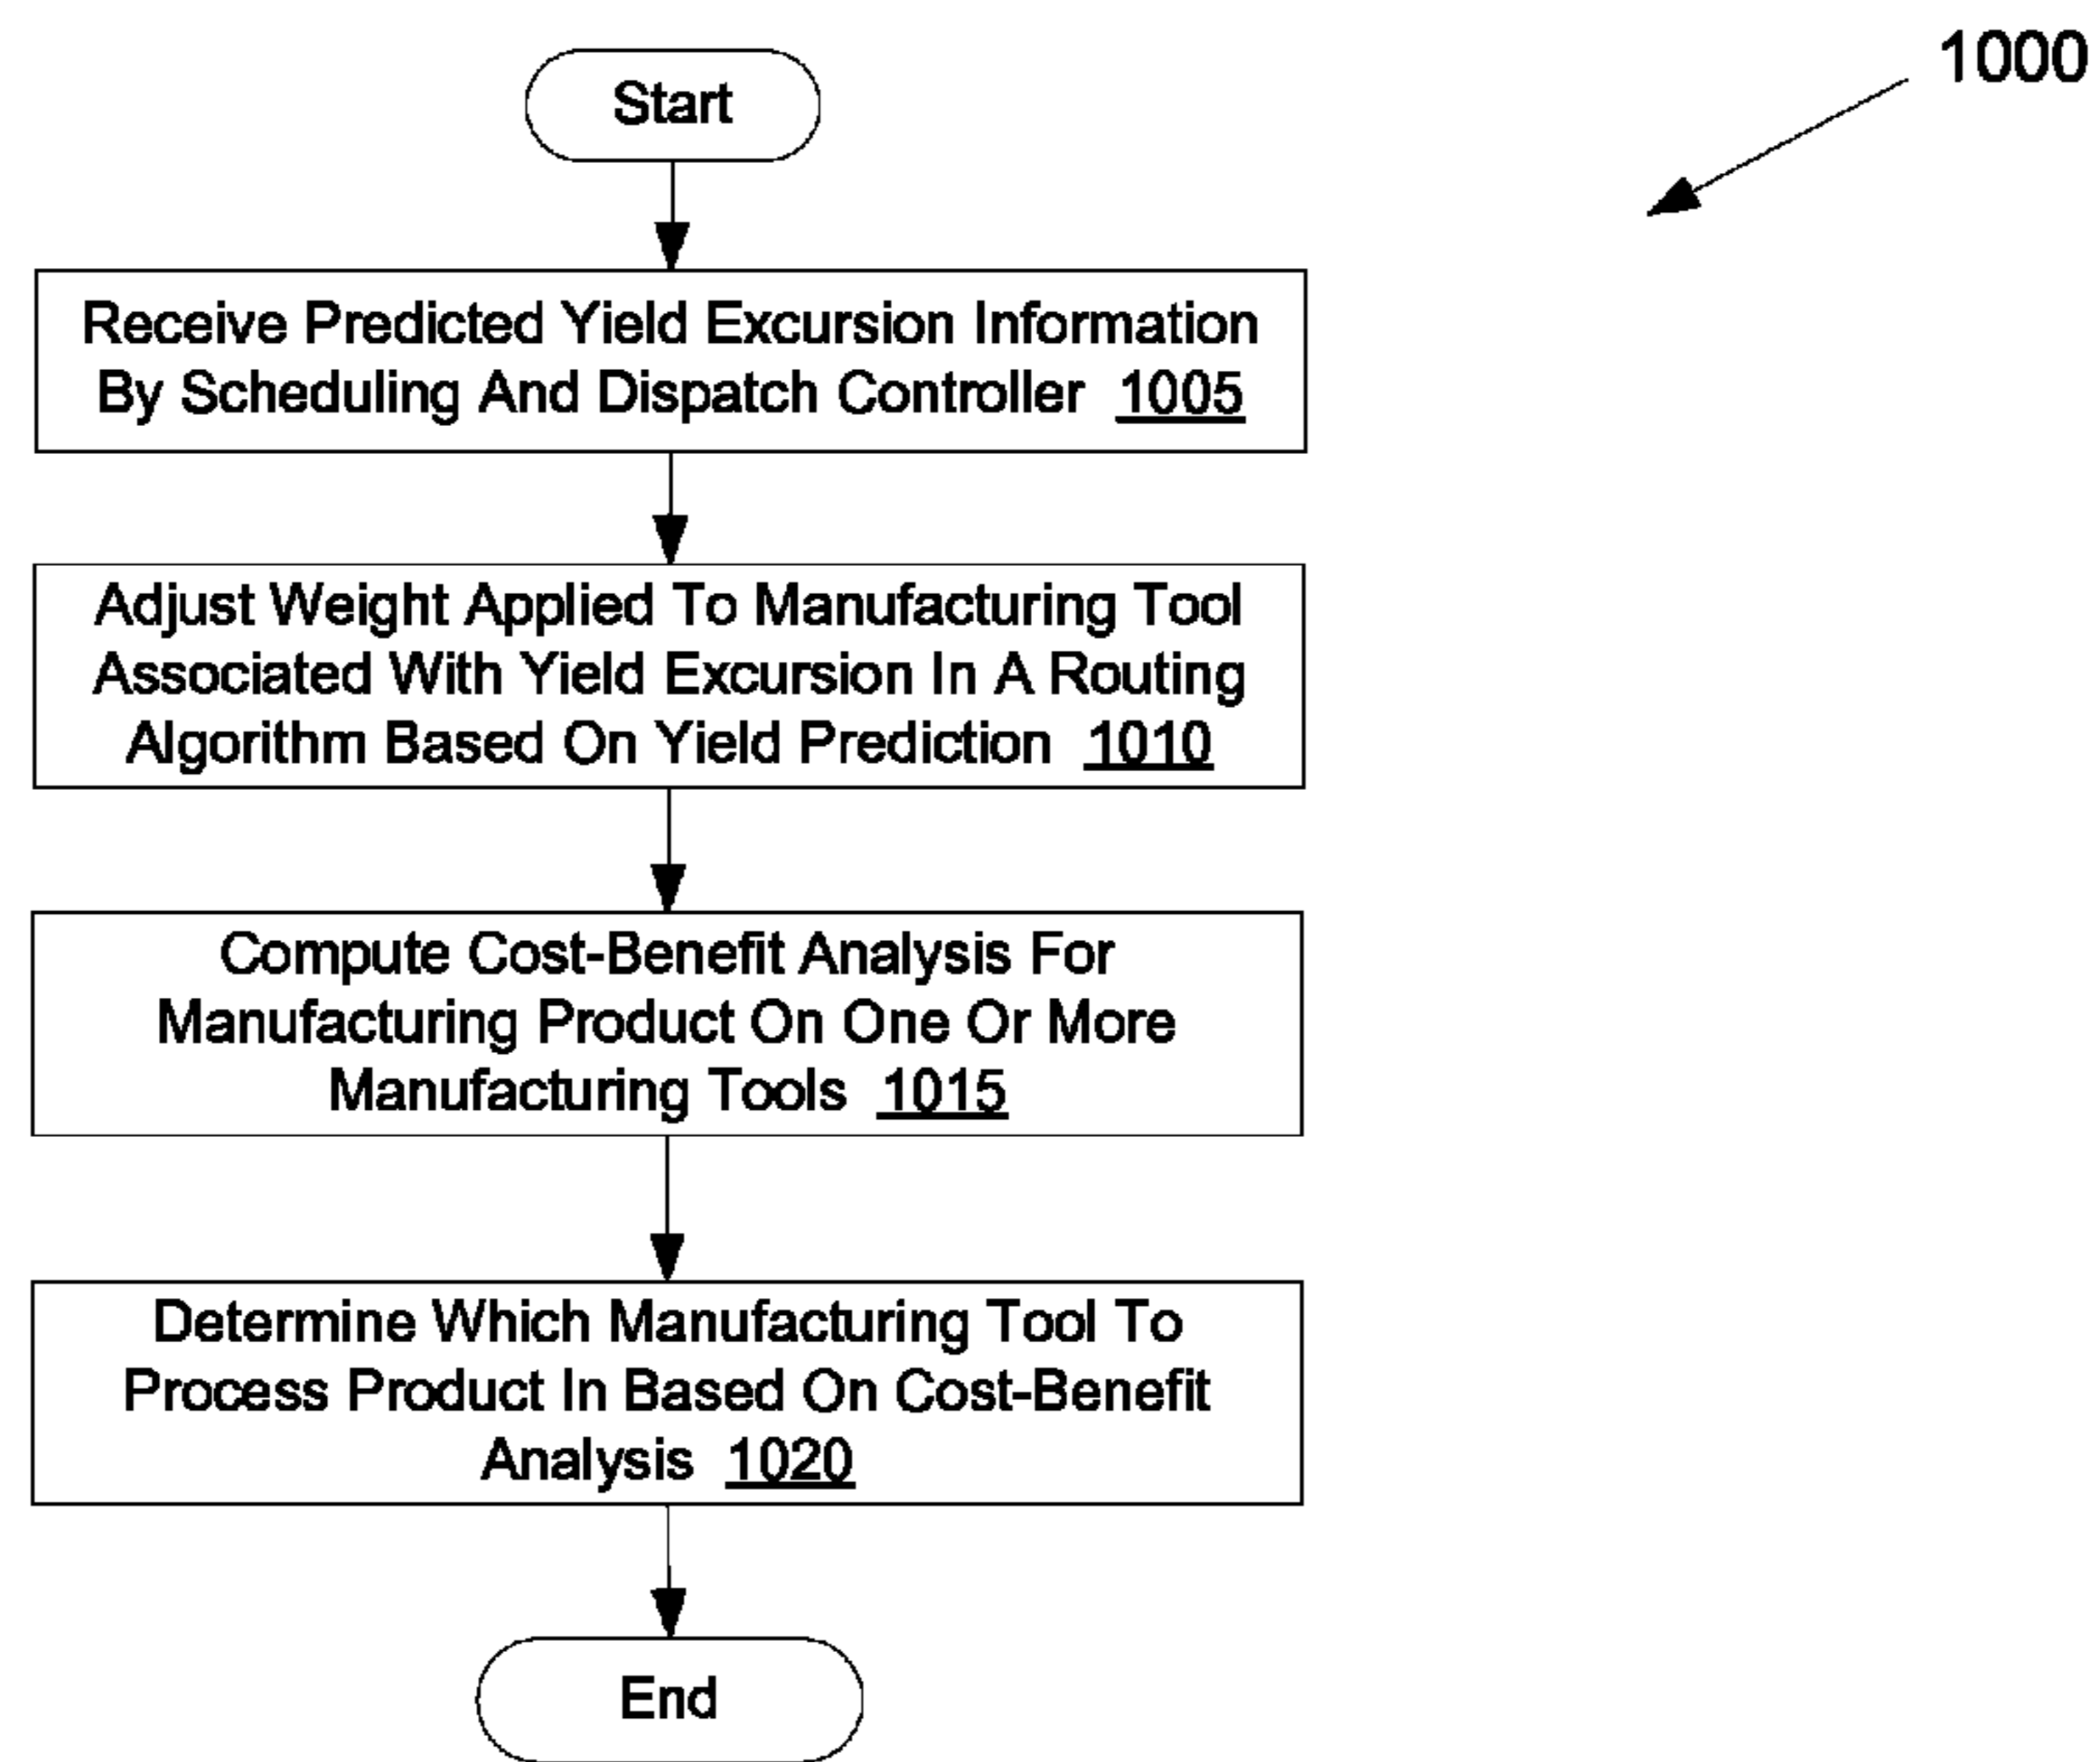 1000
Start
Receive Predicted Yield Excursion Information
By Scheduling And Dispatch Controller 1005
Adjust Weight Applied To Manufacturing Tool
Associated With Yield Excursion In A Routing
Algorithm Based On Yield Prediction 1010
Compute Cost-Benefit Analysis For
Manufacturing Product On One Or More
Manufacturing Tools 1015
Determine Which Manufacturing Tool To
Process Product In Based On Cost-Benefit
Analysis 1020
End